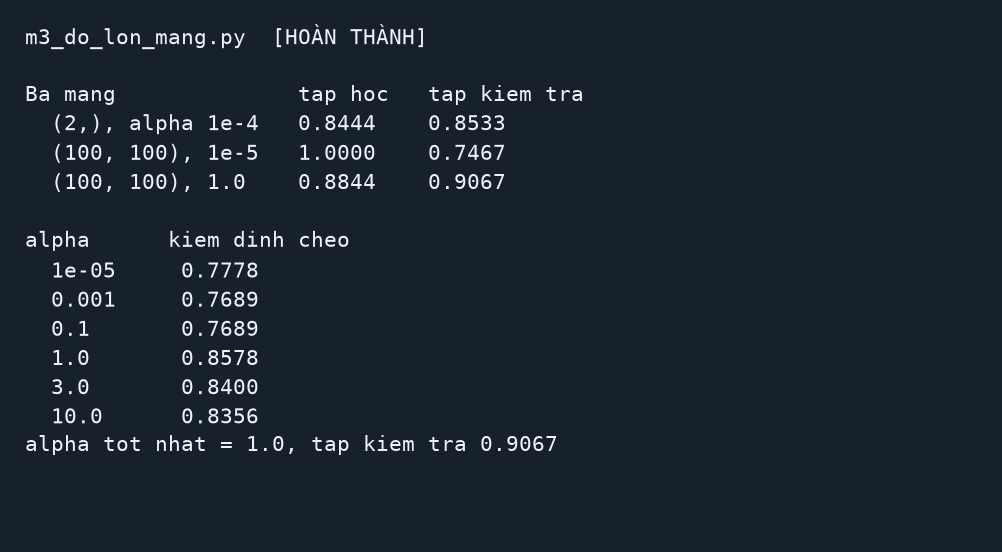 m3_do_lon_mang.py  [HOÀN THÀNH]
Ba mang              tap hoc   tap kiem tra
  (2,), alpha 1e-4   0.8444    0.8533
  (100, 100), 1e-5   1.0000    0.7467
  (100, 100), 1.0    0.8844    0.9067
alpha      kiem dinh cheo
  1e-05     0.7778
  0.001     0.7689
  0.1       0.7689
  1.0       0.8578
  3.0       0.8400
  10.0      0.8356
alpha tot nhat = 1.0, tap kiem tra 0.9067